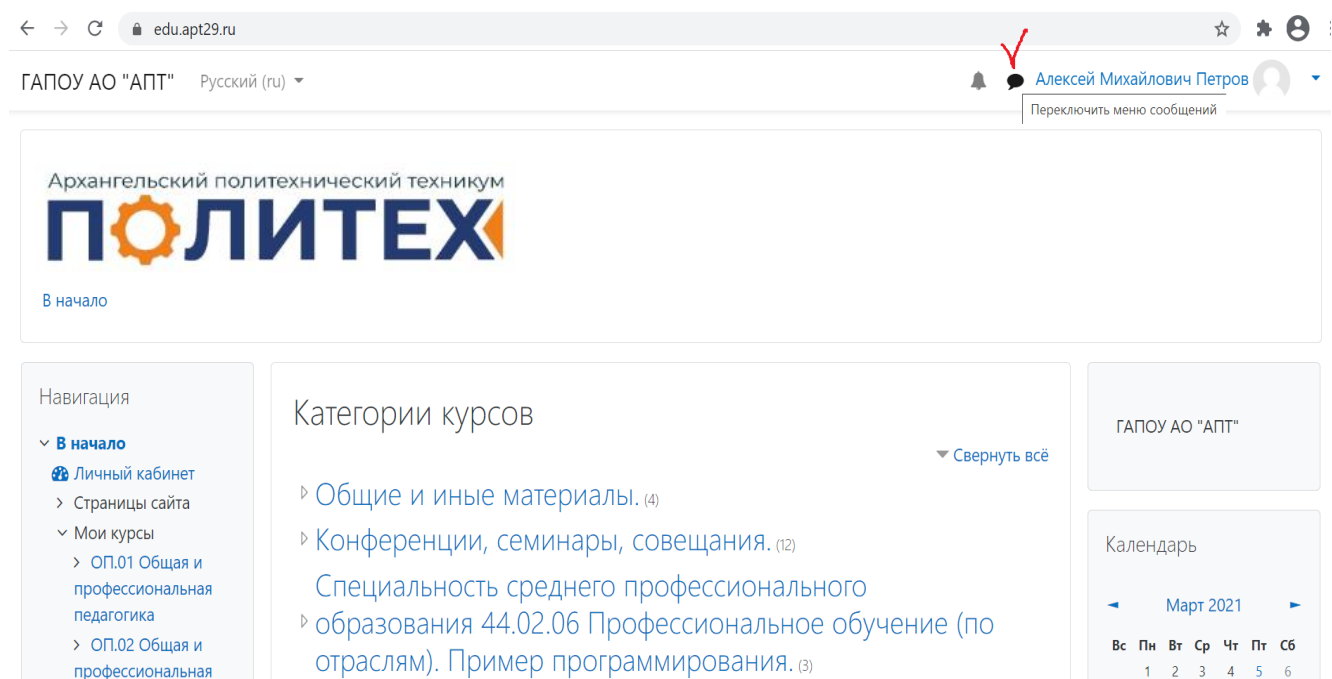 edu.apt29.ru
ГАПОУ АО "АПТ" Русский (ru) Алексей Михайлович Петров
Переключить меню сообщений
Архангельский политехнический техникум
ПОЛИТЕХ
В начало
Навигация
В начало
Личный кабинет
Страницы сайта
Мои курсы
ОП.01 Общая и
профессиональная
педагогика
ОП.02 Общая и
профессиональная
Категории курсов
Свернуть всё
Общие и иные материалы. (4)
Конференции, семинары, совещания. (12)
Специальность среднего профессионального
образования 44.02.06 Профессиональное обучение (по
отраслям). Пример программирования. (3)
ГАПОУ АО "АПТ"
Календарь
◄ Март 2021 ►
Вс Пн Вт Ср Чт Пт Сб
1 2 3 4 5 6